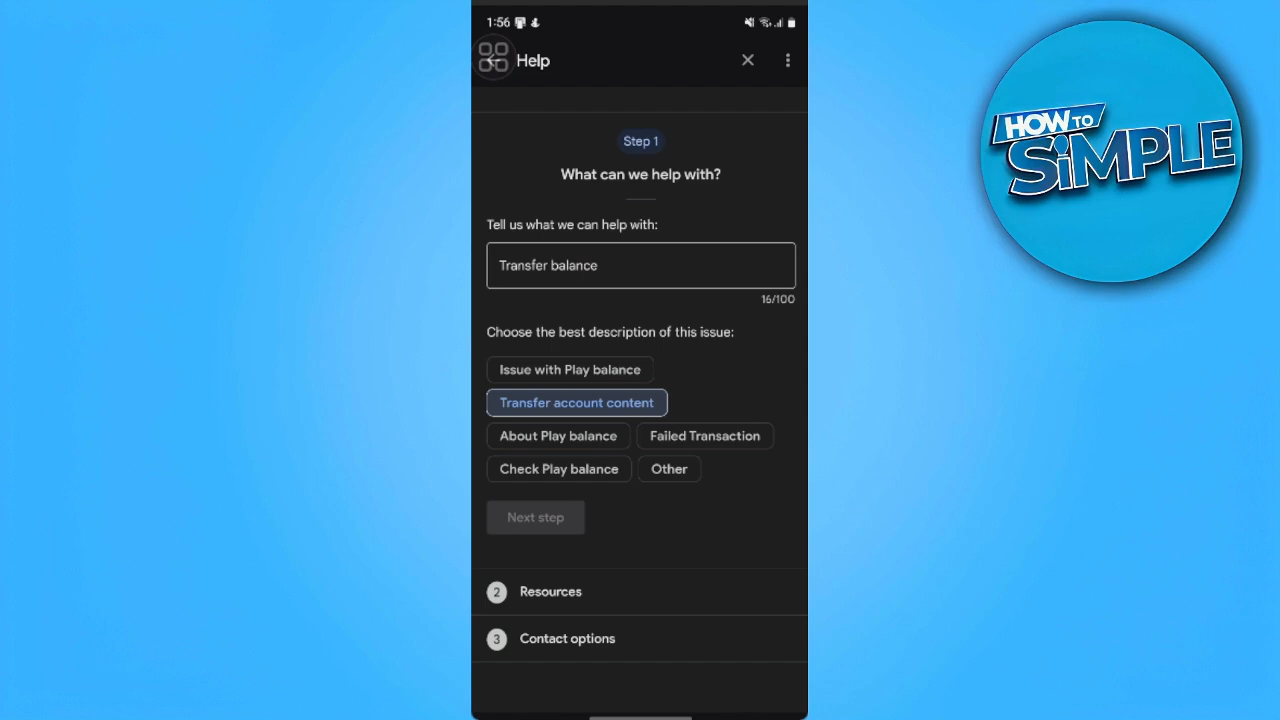 1:56
Help
HOW TO
SiMPLE
Step 1
What can we help with?
Tell us what we can help with:
Transfer balance
16/100
Choose the best description of this issue:
Issue with Play balance
Transfer account content
About Play balance Failed Transaction
Check Play balance Other
Next step
2 Resources
3 Contact options